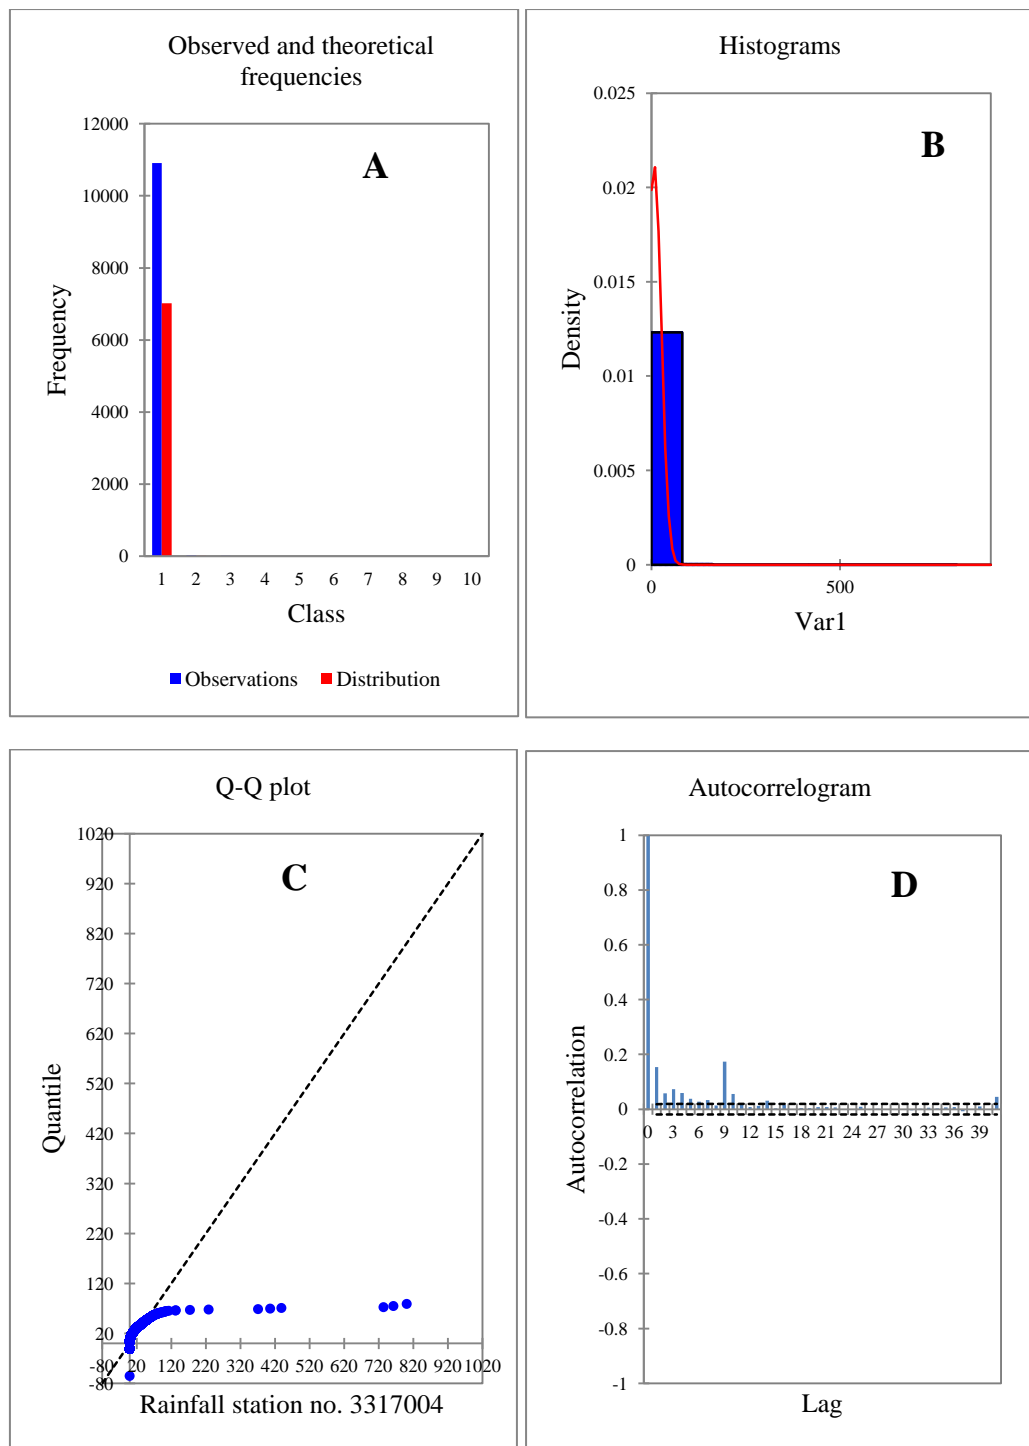 Observed and theoretical
frequencies
A
12000
10000
8000
6000
4000
2000
0
Frequency
1 2 3 4 5 6 7 8 9 10
Class
Observations Distribution
Histograms
B
0.025
0.02
0.015
0.01
0.005
0
Density
0 500
Var1
Q-Q plot
C
1020
920
820
720
620
520
420
320
220
120
20
-80
Quantile
-80 20 120 220 320 420 520 620 720 820 920 1020
Rainfall station no. 3317004
Autocorrelogram
D
1
0.8
0.6
0.4
0.2
0
-0.2
-0.4
-0.6
-0.8
-1
Autocorrelation
0 3 6 9 12 15 18 21 24 27 30 33 36 39
Lag